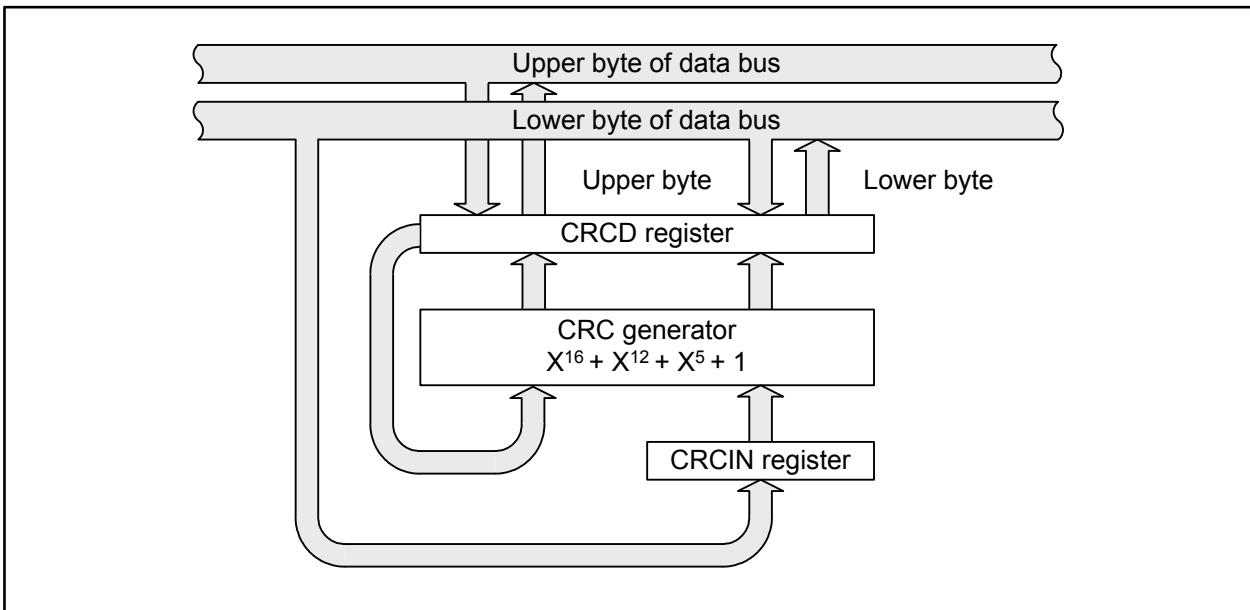 Upper byte of data bus
Lower byte of data bus
Upper byte
Lower byte
CRCD register
CRC generator
X¹⁶ + X¹² + X⁵ + 1
CRCIN register